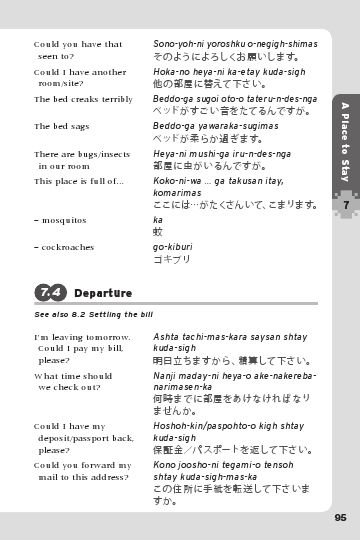 Could you have that
seen to?
Sono-yoh-ni yoroshku o-negigh-shimas
そのようによろしくお願いします。
Could I have another
room/site?
Hoka-no heya-ni ka-etay kuda-sigh
他の部屋に替えて下さい。
The bed creaks terribly
Beddo-ga sugoi oto-o tateru-n-des-nga
ベッドがすごい音をたてるんですが。
The bed sags
Beddo-ga yawaraka-sugimas
ベッドが柔らか過ぎます。
There are bugs/insects
in our room
Heya-ni mushi-ga iru-n-des-nga
部屋に虫がいるんですが。
This place is full of...
Koko-ni-wa ... ga takusan itay,
komarimas
ここには…がたくさんいて、こまります。
– mosquitos
ka
蚊
– cockroaches
go-kiburi
ゴキブリ
A Place to Stay
7
7.4 Departure
See also 8.2 Settling the bill
I'm leaving tomorrow.
Could I pay my bill,
please?
Ashta tachi-mas-kara saysan shtay
kuda-sigh
明日立ちますから、積算して下さい。
What time should
we check out?
Nanji maday-ni heya-o ake-nakereba-
narimasen-ka
何時までに部屋をあけなければなり
ませんか。
Could I have my
deposit/passport back,
please?
Hoshoh-kin/paspohto-o kigh shtay
kuda-sigh
保証金／パスポートを返して下さい。
Could you forward my
mail to this address?
Kono joosho-ni tegami-o tensoh
shtay kuda-sigh-mas-ka
この住所に手紙を転送して下さいま
すか。
95